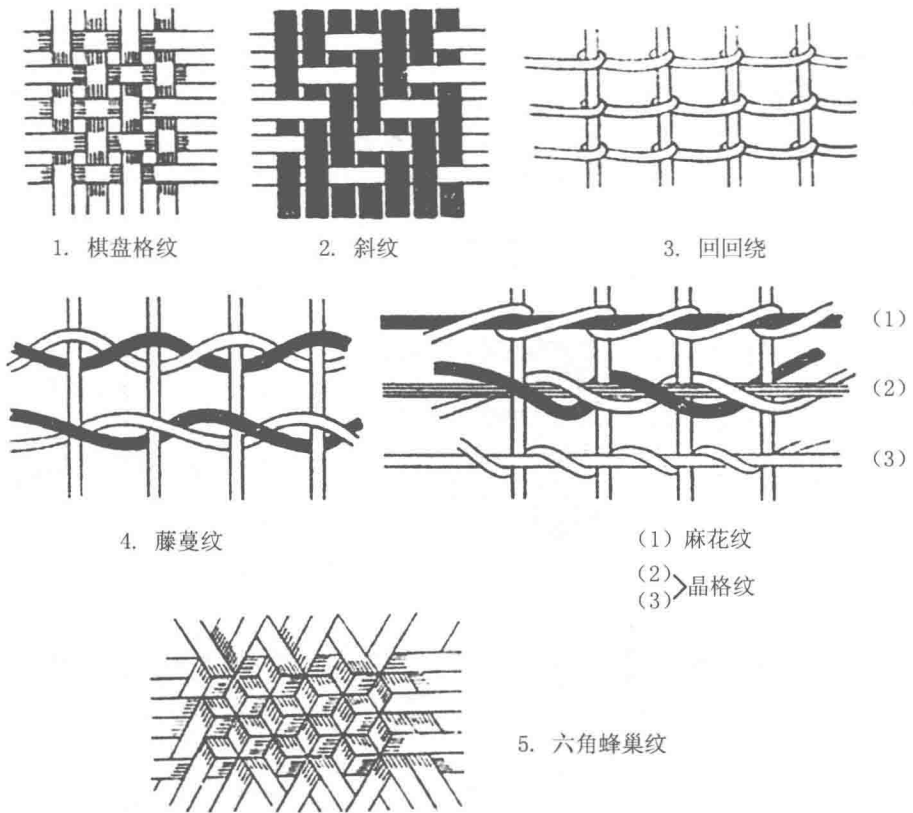 1. 棋盘格纹
2. 斜纹
3. 回回绕
4. 藤蔓纹
(1)
(2)
(3)
(1) 麻花纹
(2)
(3)
晶格纹
5. 六角蜂巢纹